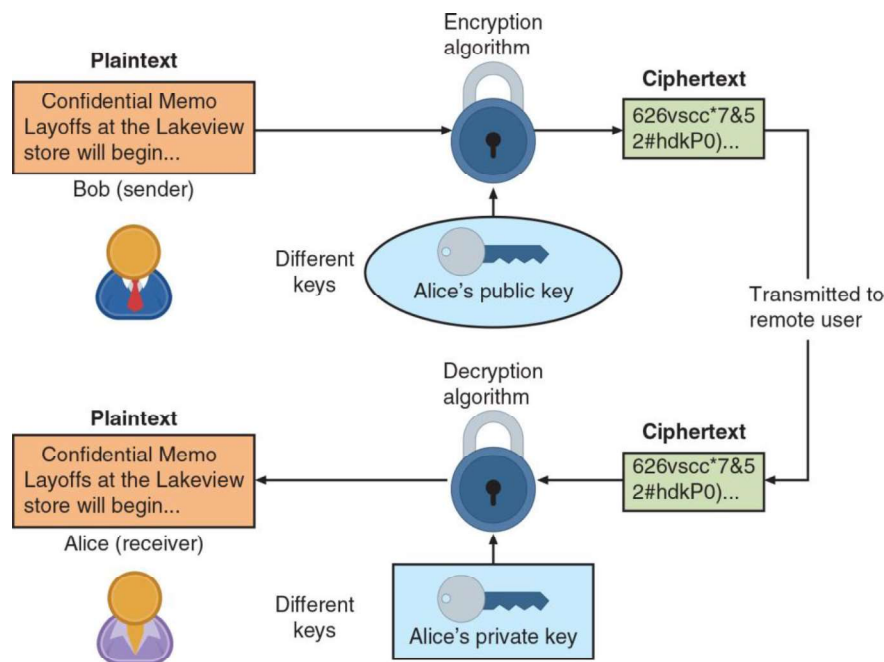 Encryption
algorithm
Plaintext
Confidential Memo
Layoffs at the Lakeview
store will begin...
Bob (sender)
Ciphertext
626vscc*7&5
2#hdkP0)...
Different
keys
Alice's public key
Transmitted to
remote user
Decryption
algorithm
Plaintext
Confidential Memo
Layoffs at the Lakeview
store will begin...
Alice (receiver)
Ciphertext
626vscc*7&5
2#hdkP0)...
Different
keys
Alice's private key